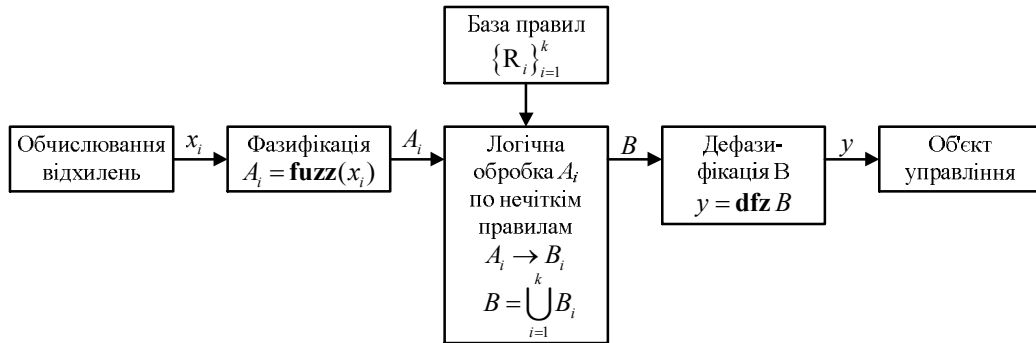 База правил
{R_i}_{i=1}^k
Обчислювання
відхилень
x_i
Фазифікація
A_i = fuzz(x_i)
A_i
Логічна
обробка A_i
по нечіткім
правилам
A_i → B_i
B = ⋃_{i=1}^k B_i
B
Дефази-
фікація B
y = dfz B
y
Об'єкт
управління